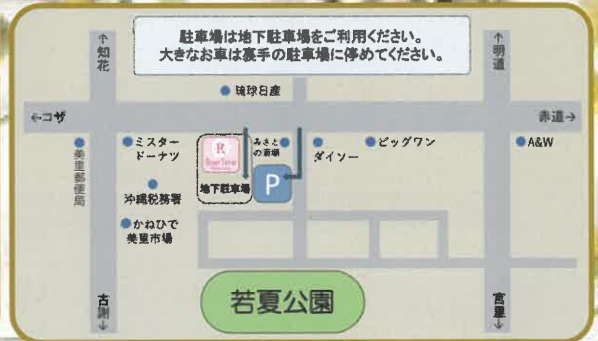 駐車場は地下駐車場をご利用ください。
大きなお車は裏手の駐車場に停めてください。
↑知花
↑明道
琉球日産
←コザ
赤道→
美里郵便局
ミスター
ドーナツ
R
みさと
の市場
ダイソー
ビッグワン
A&W
地下駐車場
P
沖縄税務署
かねひで
美里市場
古謝↓
若夏公園
宮里↓